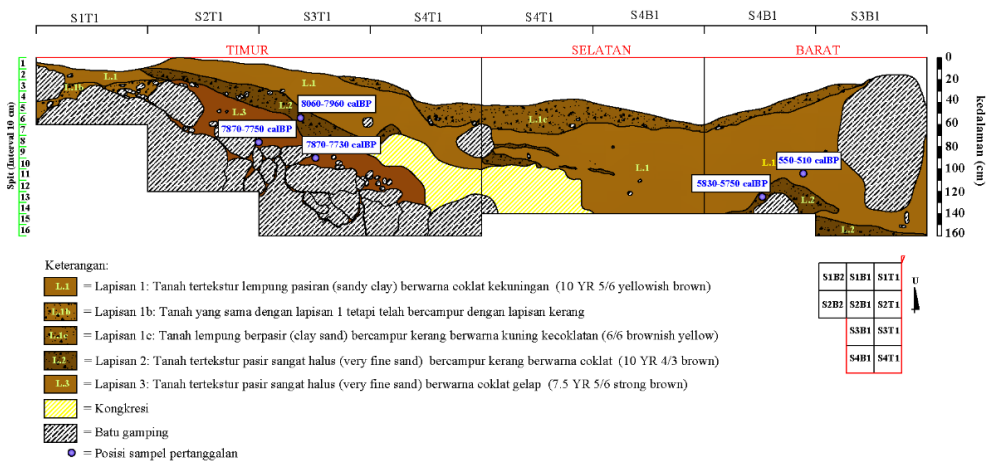 S1T1 S2T1 S3T1 S4T1 S4T1 S4B1 S4B1 S3B1
TIMUR SELATAN BARAT
Spit (Interval 10 cm)
1
2
3
4
5
6
7
8
9
10
11
12
13
14
15
16
L.1
L.1b
L.1
L.2
L.3
8060-7960 calBP
7870-7750 calBP
7870-7730 calBP
L.1c
L.1
L.1
550-510 calBP
5830-5750 calBP
L.2
L.2
0
20
40
60
80
100
120
140
160
kedalaman (cm)
Keterangan:
L.1 = Lapisan 1: Tanah tertekstur lempung pasiran (sandy clay) berwarna coklat kekuningan (10 YR 5/6 yellowish brown)
L.1b = Lapisan 1b: Tanah yang sama dengan lapisan 1 tetapi telah bercampur dengan lapisan kerang
L.1c = Lapisan 1c: Tanah lempung berpasir (clay sand) bercampur kerang berwarna kuning kecoklatan (6/6 brownish yellow)
L.2 = Lapisan 2: Tanah tertekstur pasir sangat halus (very fine sand) bercampur kerang berwarna coklat (10 YR 4/3 brown)
L.3 = Lapisan 3: Tanah tertekstur pasir sangat halus (very fine sand) berwarna coklat gelap (7.5 YR 5/6 strong brown)
= Kongkresi
= Batu gamping
= Posisi sampel pertanggalan
S1B2 S1B1 S1T1
S2B2 S2B1 S2T1
S3B1 S3T1
S4B1 S4T1
U